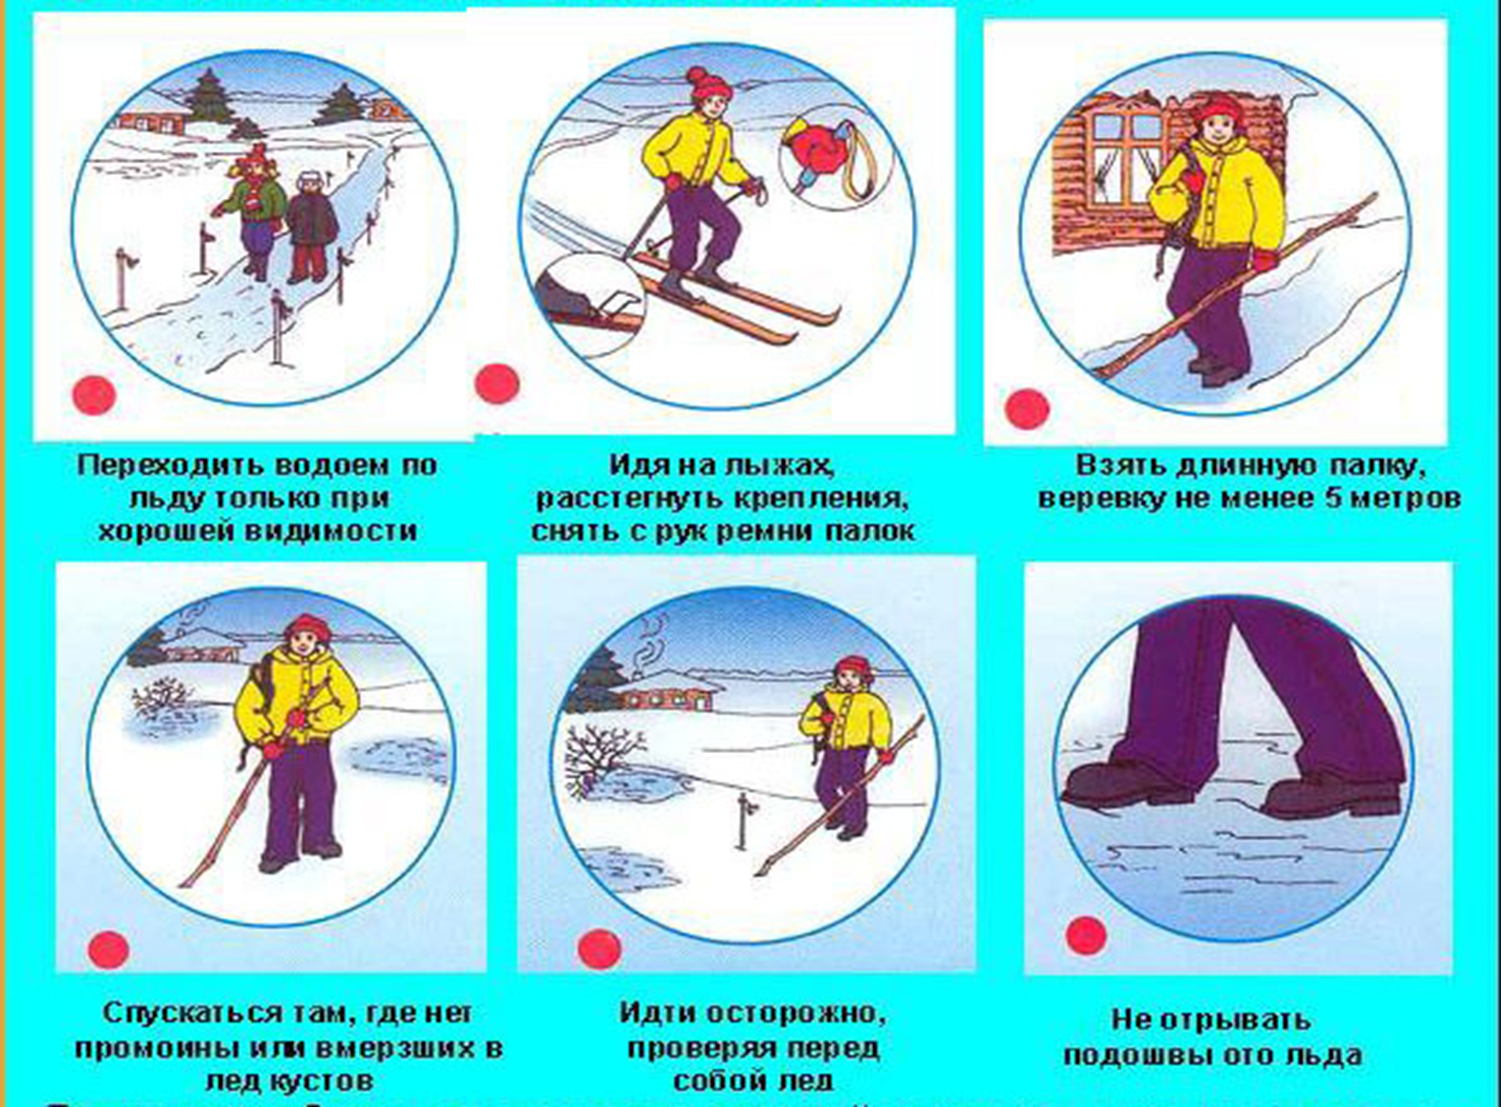 Переходить водоем по
льду только при
хорошей видимости
Идя на лыжах,
расстегнуть крепления,
снять с рук ремни палок
Взять длинную палку,
веревку не менее 5 метров
Спускаться там, где нет
промоины или вмерзших в
лед кустов
Идти осторожно,
проверяя перед
собой лед
Не отрывать
подошвы ото льда